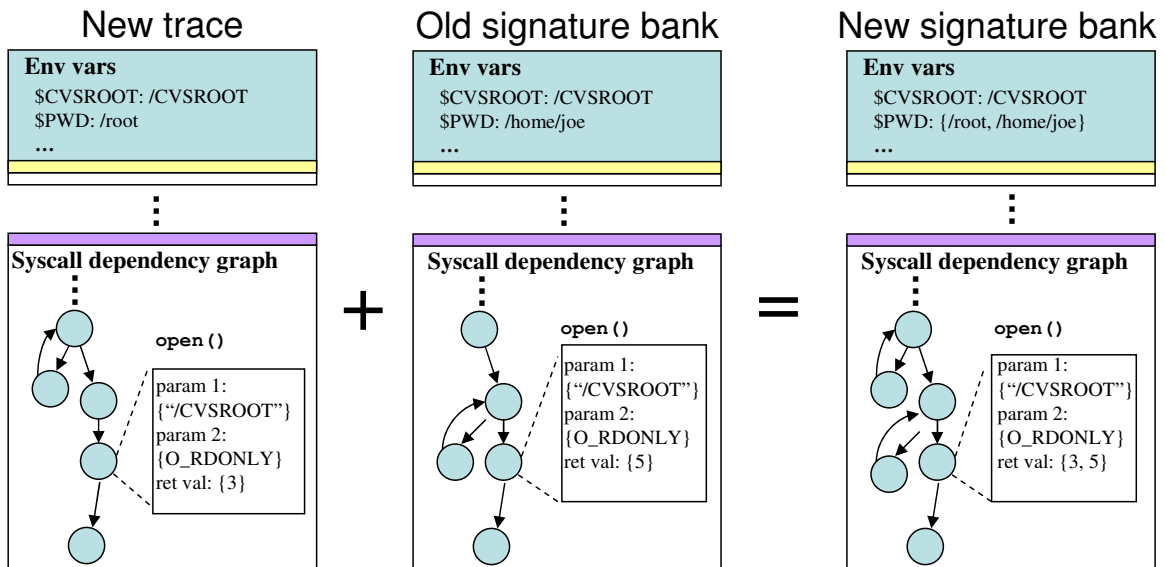 New trace
Env vars
$CVSROOT: /CVSROOT
$PWD: /root
...
Syscall dependency graph
open()
param 1:
{“/CVSROOT”}
param 2:
{O_RDONLY}
ret val: {3}
+
Old signature bank
Env vars
$CVSROOT: /CVSROOT
$PWD: /home/joe
...
Syscall dependency graph
open()
param 1:
{“/CVSROOT”}
param 2:
{O_RDONLY}
ret val: {5}
=
New signature bank
Env vars
$CVSROOT: /CVSROOT
$PWD: {/root, /home/joe}
...
Syscall dependency graph
open()
param 1:
{“/CVSROOT”}
param 2:
{O_RDONLY}
ret val: {3, 5}